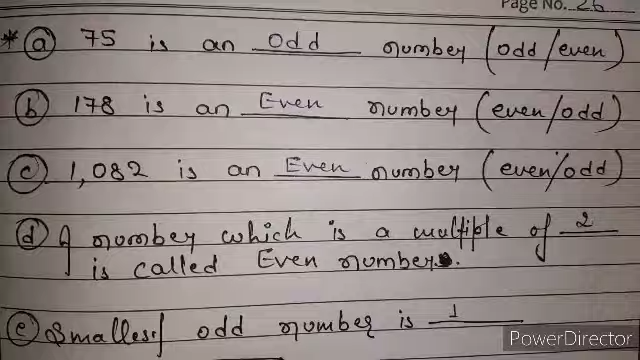 Page No. 26
* (a) 75 is an Odd number (odd/even)
(b) 178 is an Even number (even/odd)
(c) 1,082 is an Even number (even/odd)
(d) A number which is a multiple of 2
is called Even number.
(e) Smallest odd number is 1
PowerDirector